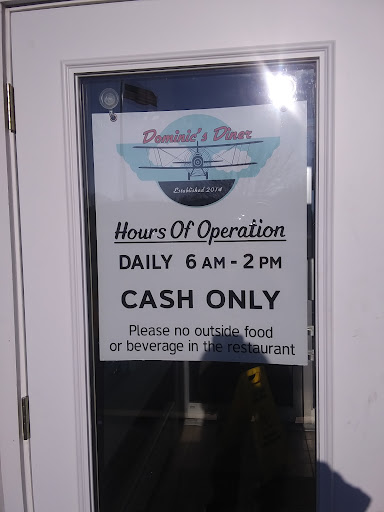 Dominic's Diner
Established 2014
Hours Of Operation
DAILY 6 AM - 2 PM
CASH ONLY
Please no outside food
or beverage in the restaurant